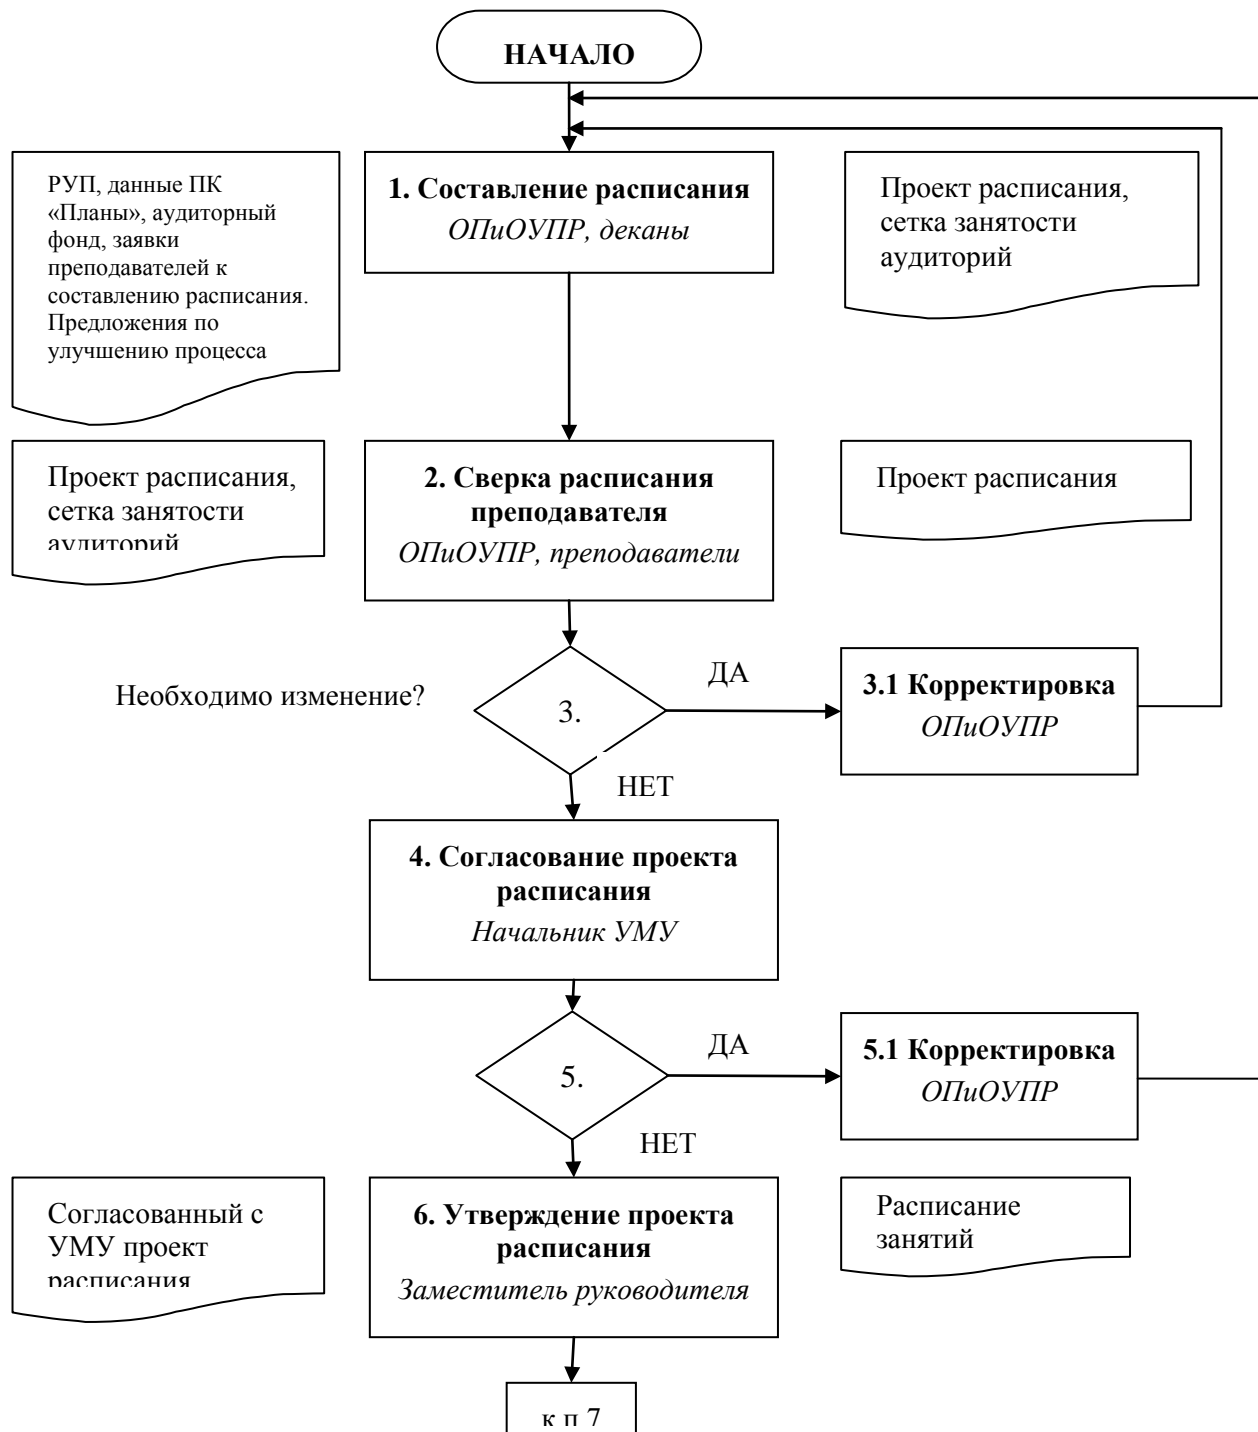 НАЧАЛО
РУП, данные ПК
«Планы», аудиторный
фонд, заявки
преподавателей к
составлению расписания.
Предложения по
улучшению процесса
1. Составление расписания
ОПиОУПР, деканы
Проект расписания,
сетка занятости
аудиторий
Проект расписания,
сетка занятости
аудиторий
2. Сверка расписания
преподавателя
ОПиОУПР, преподаватели
Проект расписания
Необходимо изменение?
3.
ДА
3.1 Корректировка
ОПиОУПР
НЕТ
4. Согласование проекта
расписания
Начальник УМУ
5.
ДА
5.1 Корректировка
ОПиОУПР
НЕТ
Согласованный с
УМУ проект
расписания
6. Утверждение проекта
расписания
Заместитель руководителя
Расписание
занятий
к п 7